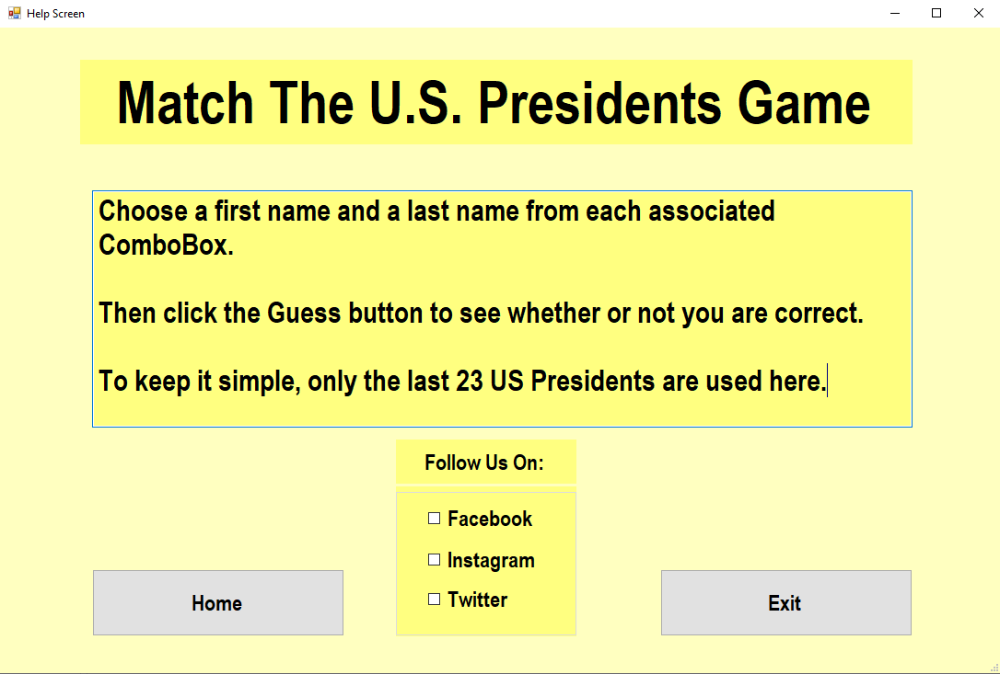 Help Screen
Match The U.S. Presidents Game
Choose a first name and a last name from each associated
ComboBox.
Then click the Guess button to see whether or not you are correct.
To keep it simple, only the last 23 US Presidents are used here.
Follow Us On:
Facebook
Instagram
Twitter
Home
Exit